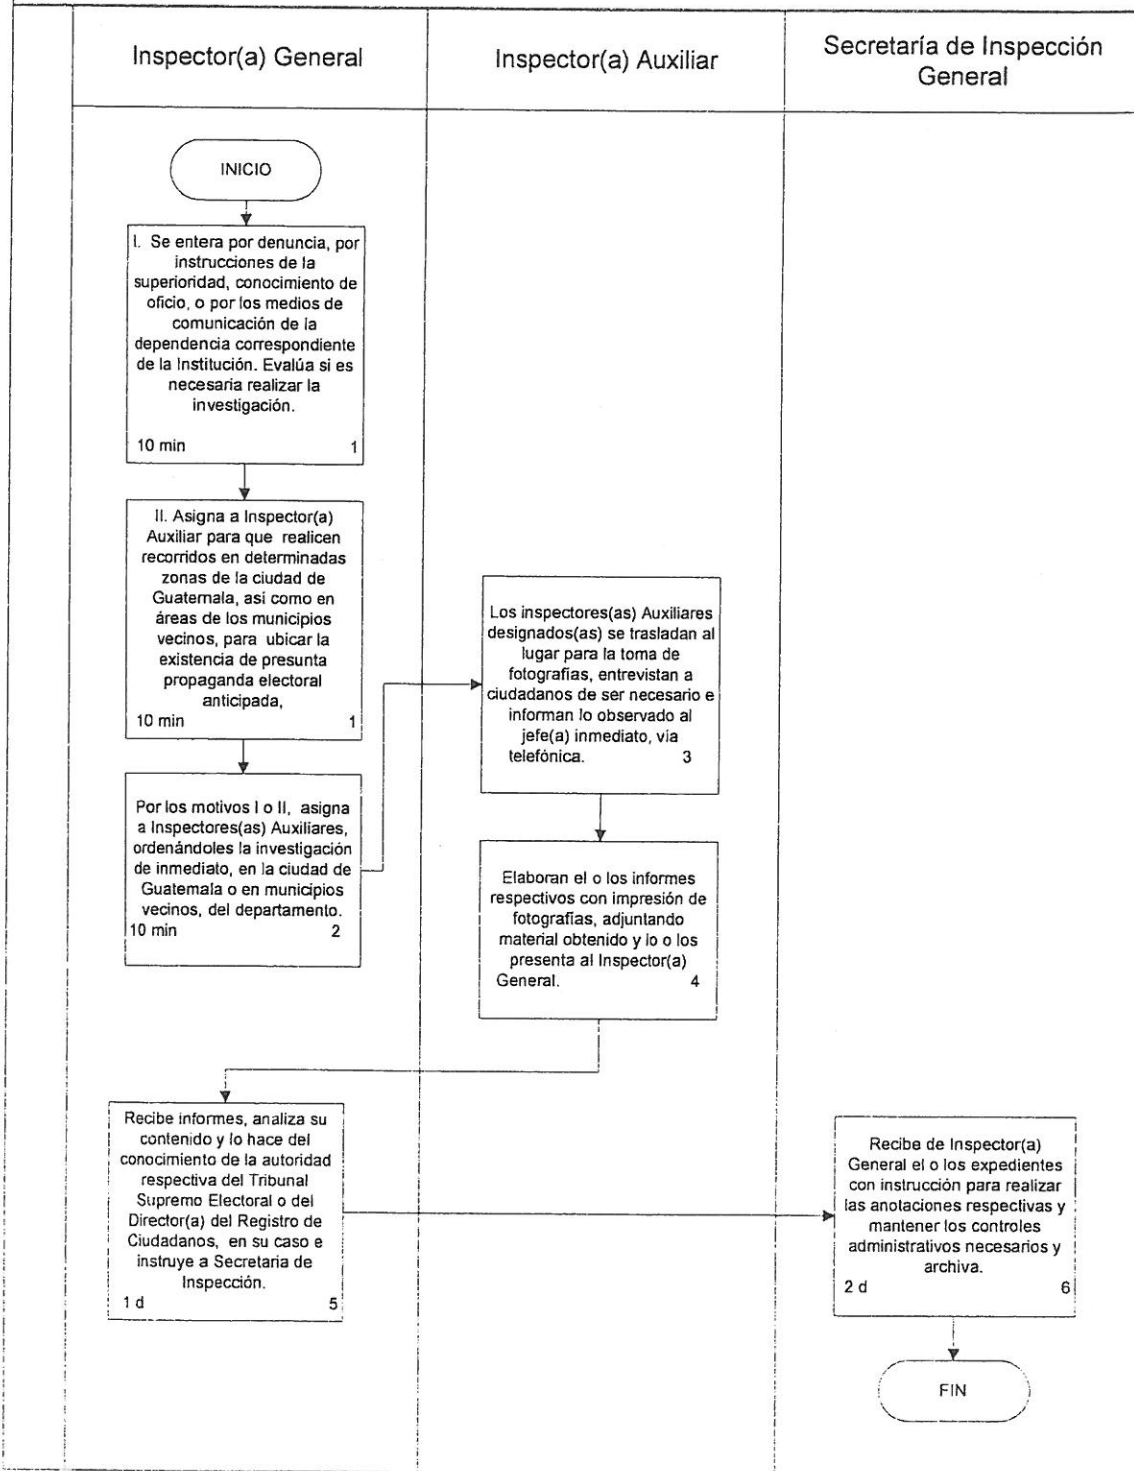 Inspector(a) General
Inspector(a) Auxiliar
Secretaría de Inspección
General
INICIO
I. Se entera por denuncia, por
instrucciones de la
superioridad, conocimiento de
oficio, o por los medios de
comunicación de la
dependencia correspondiente
de la Institución. Evalúa si es
necesaria realizar la
investigación.
10 min 1
II. Asigna a Inspector(a)
Auxiliar para que realicen
recorridos en determinadas
zonas de la ciudad de
Guatemala, asi como en
áreas de los municipios
vecinos, para ubicar la
existencia de presunta
propaganda electoral
anticipada,
10 min 1
Por los motivos I o II, asigna
a Inspectores(as) Auxiliares,
ordenándoles la investigación
de inmediato, en la ciudad de
Guatemala o en municipios
vecinos, del departamento.
10 min 2
Los inspectores(as) Auxiliares
designados(as) se trasladan al
lugar para la toma de
fotografías, entrevistan a
ciudadanos de ser necesario e
informan lo observado al
jefe(a) inmediato, vía
telefónica. 3
Elaboran el o los informes
respectivos con impresión de
fotografías, adjuntando
material obtenido y lo o los
presenta al Inspector(a)
General. 4
Recibe informes, analiza su
contenido y lo hace del
conocimiento de la autoridad
respectiva del Tribunal
Supremo Electoral o del
Director(a) del Registro de
Ciudadanos, en su caso e
instruye a Secretaria de
Inspección.
1 d 5
Recibe de Inspector(a)
General el o los expedientes
con instrucción para realizar
las anotaciones respectivas y
mantener los controles
administrativos necesarios y
archiva.
2 d 6
FIN